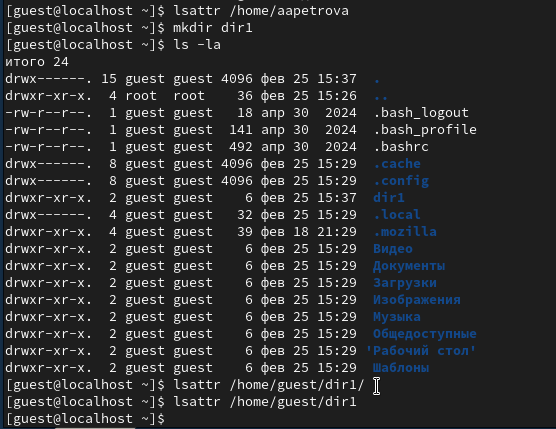 [guest@localhost ~]$ lsattr /home/aapetrova
[guest@localhost ~]$ mkdir dir1
[guest@localhost ~]$ ls -la
итого 24
drwx------. 15 guest guest 4096 фев 25 15:37 .
drwxr-xr-x.  4 root  root    36 фев 25 15:26 ..
-rw-r--r--.  1 guest guest   18 апр 30  2024 .bash_logout
-rw-r--r--.  1 guest guest  141 апр 30  2024 .bash_profile
-rw-r--r--.  1 guest guest  492 апр 30  2024 .bashrc
drwx------.  8 guest guest 4096 фев 25 15:29 .cache
drwx------.  8 guest guest 4096 фев 25 15:29 .config
drwxr-xr-x.  2 guest guest    6 фев 25 15:37 dir1
drwx------.  4 guest guest   32 фев 25 15:29 .local
drwxr-xr-x.  4 guest guest   39 фев 18 21:29 .mozilla
drwxr-xr-x.  2 guest guest    6 фев 25 15:29 Видео
drwxr-xr-x.  2 guest guest    6 фев 25 15:29 Документы
drwxr-xr-x.  2 guest guest    6 фев 25 15:29 Загрузки
drwxr-xr-x.  2 guest guest    6 фев 25 15:29 Изображения
drwxr-xr-x.  2 guest guest    6 фев 25 15:29 Музыка
drwxr-xr-x.  2 guest guest    6 фев 25 15:29 Общедоступные
drwxr-xr-x.  2 guest guest    6 фев 25 15:29 'Рабочий стол'
drwxr-xr-x.  2 guest guest    6 фев 25 15:29 Шаблоны
[guest@localhost ~]$ lsattr /home/guest/dir1/
[guest@localhost ~]$ lsattr /home/guest/dir1
[guest@localhost ~]$